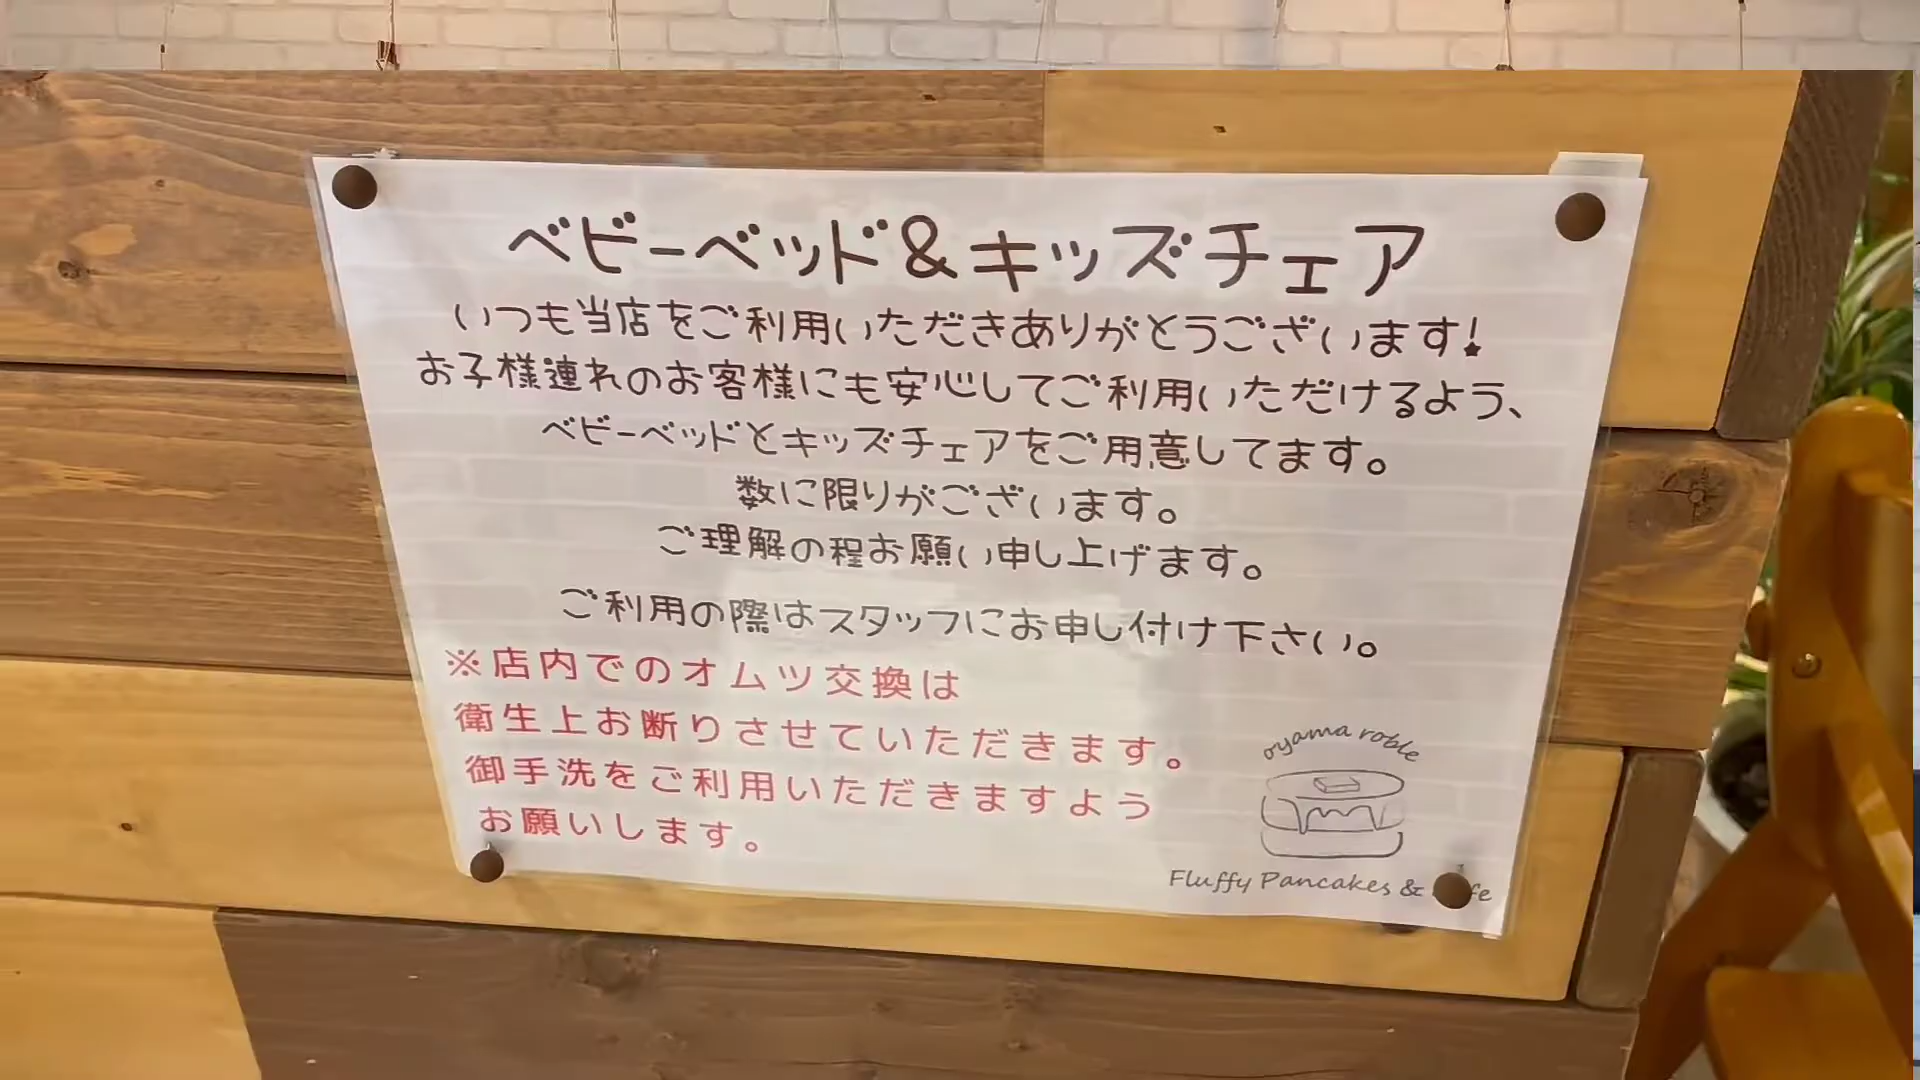 ベビーベッド&キッズチェア
いつも当店をご利用いただきありがとうございます!
お子様連れのお客様にも安心してご利用いただけるよう、
ベビーベッドとキッズチェアをご用意してます。
数に限りがございます。
ご理解の程お願い申し上げます。
ご利用の際はスタッフにお申し付け下さい。
※店内でのオムツ交換は
衛生上お断りさせていただきます。
御手洗をご利用いただきますよう
お願いします。
oyama roble
Fluffy Pancakes &